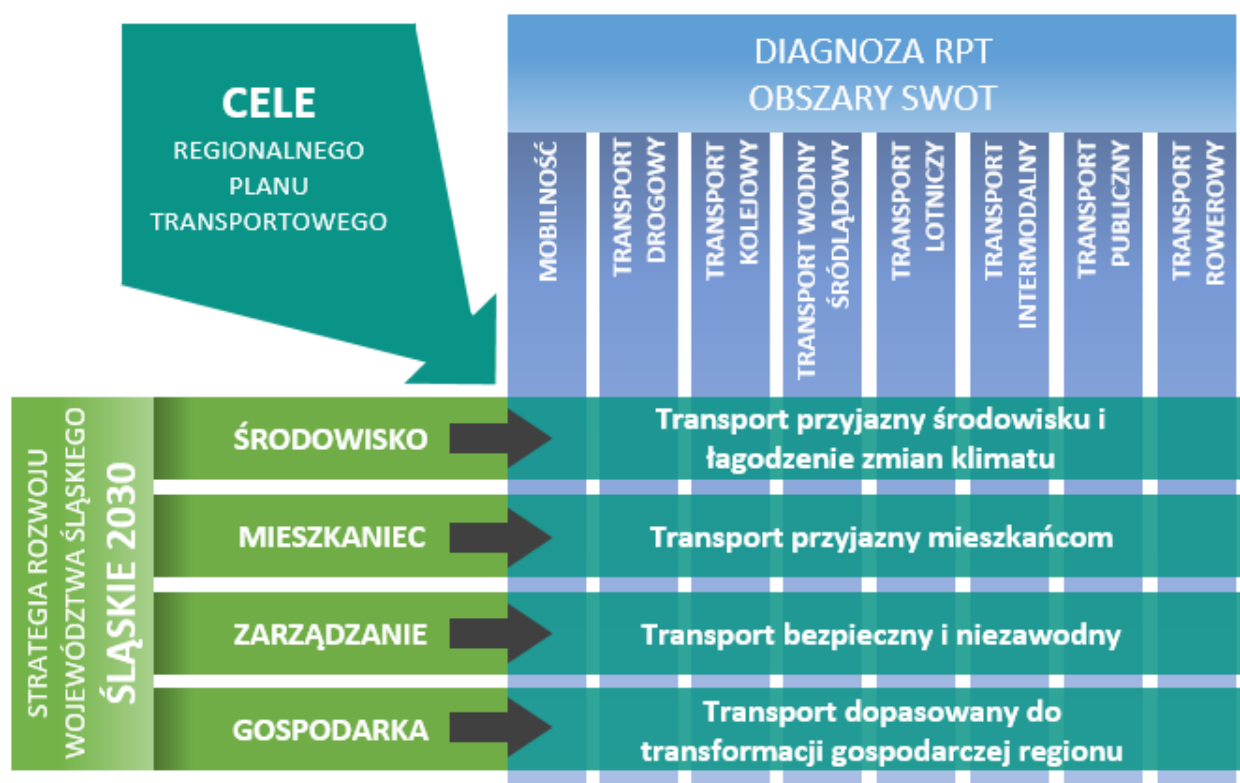 CELE
REGIONALNEGO
PLANU
TRANSPORTOWEGO
DIAGNOZA RPT
OBSZARY SWOT
MOBILNOŚĆ
TRANSPORT
DROGOWY
TRANSPORT
KOLEJOWY
TRANSPORT WODNY
ŚRÓDLĄDOWY
TRANSPORT
LOTNICZY
TRANSPORT
INTERMODALNY
TRANSPORT
PUBLICZNY
TRANSPORT
ROWEROWY
STRATEGIA ROZWOJU
WOJEWÓDZTWA ŚLĄSKIEGO
ŚLĄSKIE 2030
ŚRODOWISKO
Transport przyjazny środowisku i
łagodzenie zmian klimatu
MIESZKANIEC
Transport przyjazny mieszkańcom
ZARZĄDZANIE
Transport bezpieczny i niezawodny
GOSPODARKA
Transport dopasowany do
transformacji gospodarczej regionu